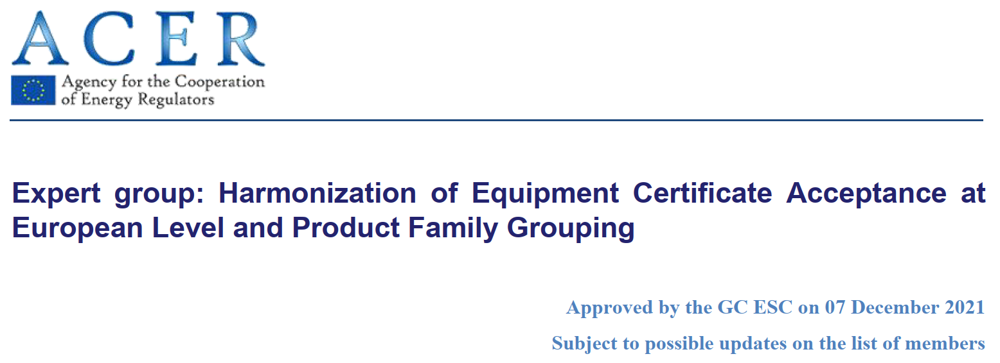 ACER
Agency for the Cooperation
of Energy Regulators
Expert group: Harmonization of Equipment Certificate Acceptance at
European Level and Product Family Grouping
Approved by the GC ESC on 07 December 2021
Subject to possible updates on the list of members